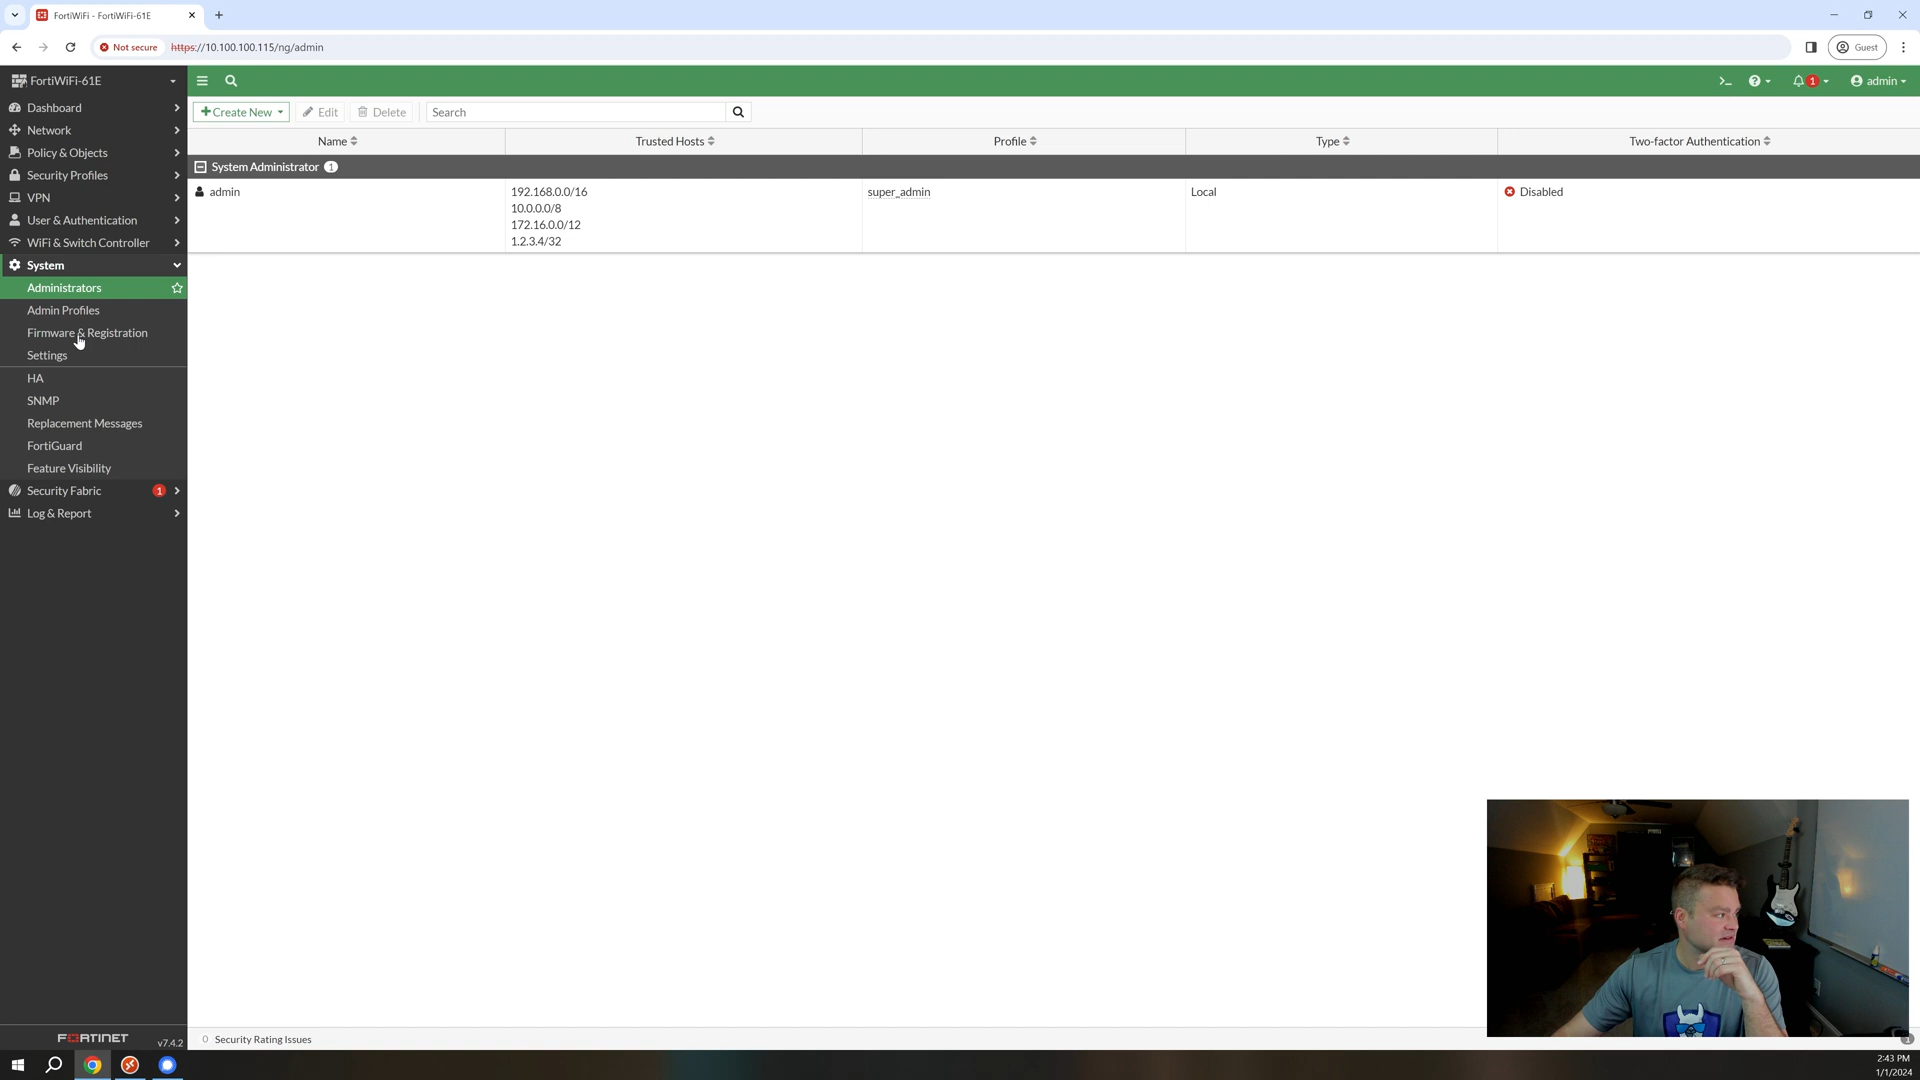 FortiWiFi - FortiWiFi-61E
Not secure
https://10.100.100.115/ng/admin
Guest
FortiWiFi-61E
1
admin
Dashboard
Network
Policy & Objects
Security Profiles
VPN
User & Authentication
WiFi & Switch Controller
System
Administrators
Admin Profiles
Firmware & Registration
Settings
HA
SNMP
Replacement Messages
FortiGuard
Feature Visibility
Security Fabric 1
Log & Report
FORTINET
v7.4.2
Create New
Edit
Delete
Search
Name Trusted Hosts Profile Type Two-factor Authentication
System Administrator 1
admin 192.168.0.0/16 super_admin Local Disabled
10.0.0.0/8
172.16.0.0/12
1.2.3.4/32
0 Security Rating Issues
2:43 PM
1/1/2024